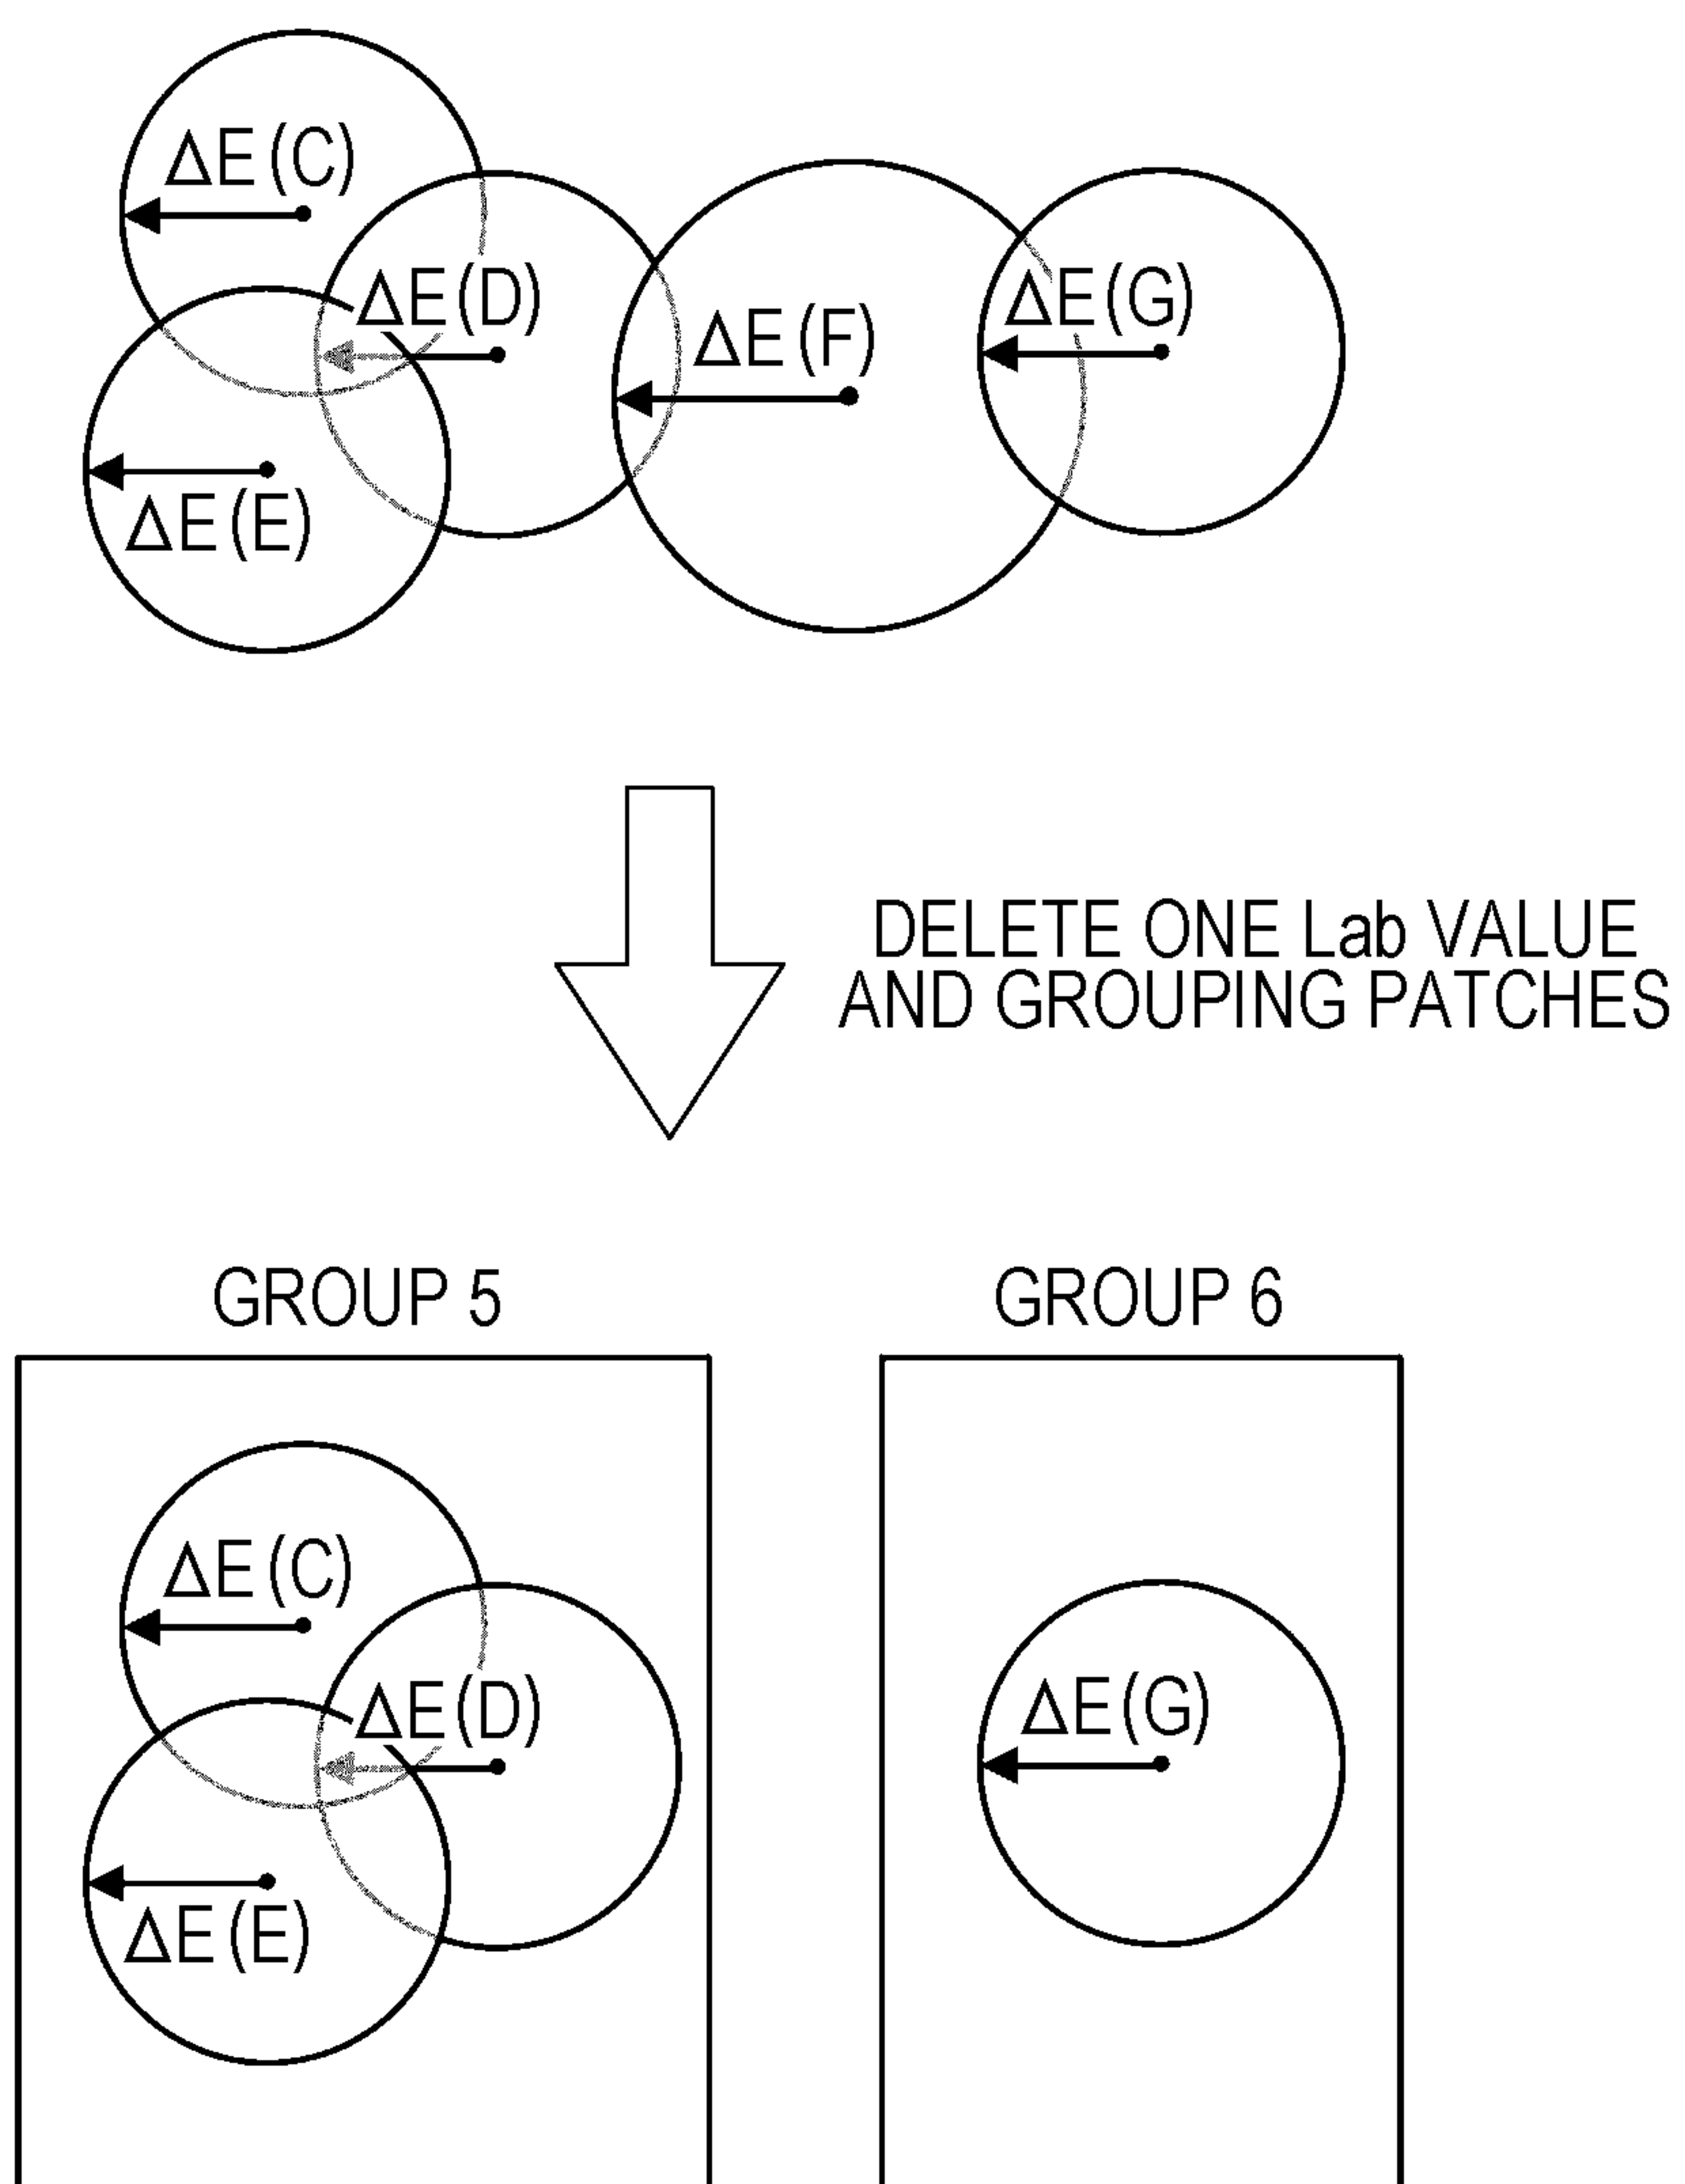 ΔE(C)
ΔE(D)
ΔE(G)
ΔE(F)
ΔE(E)
DELETE ONE Lab VALUE
AND GROUPING PATCHES
GROUP 5
GROUP 6
ΔE(C)
ΔE(D)
ΔE(G)
ΔE(E)